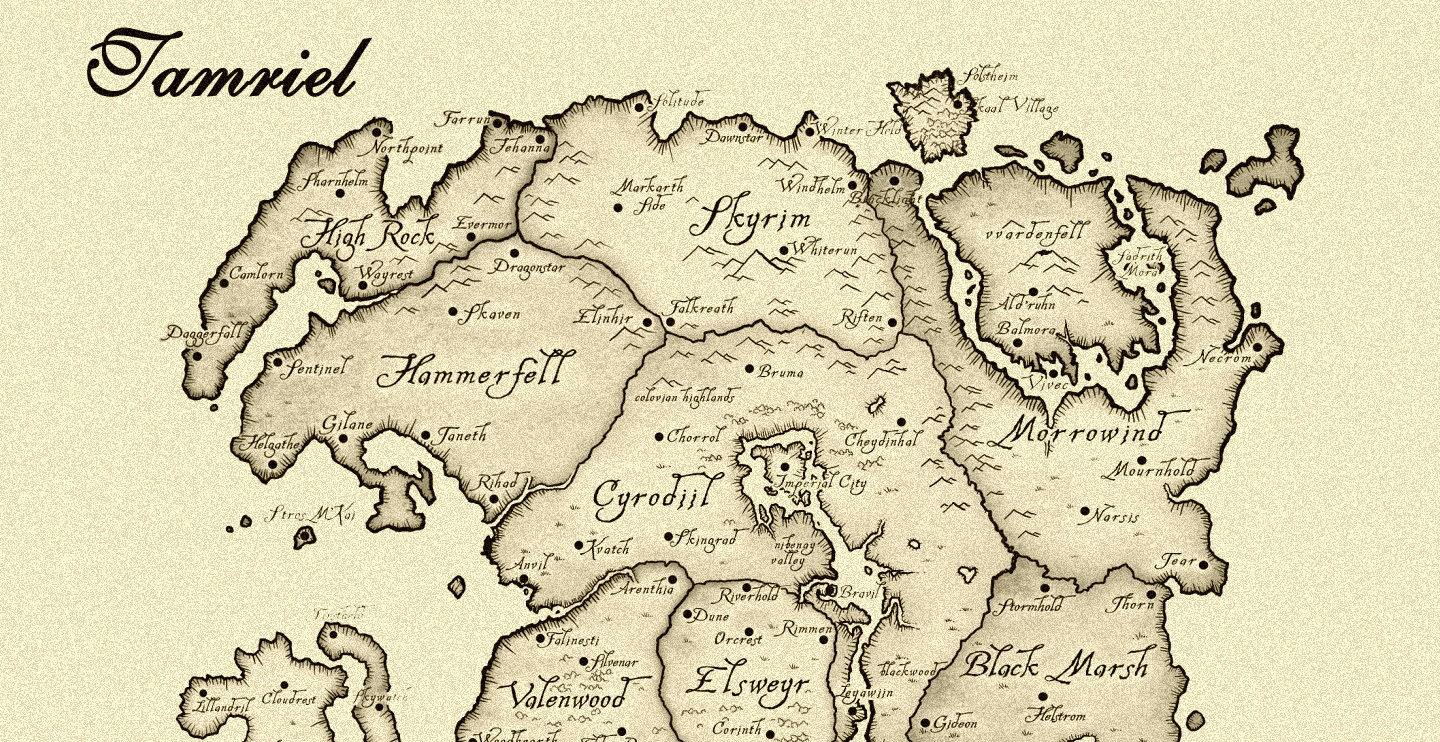 Tamriel
Solstheim
Skaal Village
Solitude
Farrun
Jehanna
Northpoint
Dawnstar
Winter Hold
Sharnhelm
Markarth
Side
Windhelm
Blacklight
High Rock
Evermor
Skyrim
Whiterun
Vvardenfell
Tadrith
Mora
Camlorn
Wayrest
Dragonstar
Ald'ruhn
Balmora
Daggerfall
Skaven
Elinhir
Falkreath
Riften
Necrom
Sentinel
Hammerfell
Bruma
colovian highlands
Vivec
Gilane
Taneth
Helgathe
Chorrol
Cheydinhal
Morrowind
Mournhold
Rihad
Imperial City
Cyrodiil
Stros M'Kai
Narsis
Kvatch
Skingrad
nibenay
valley
Anvil
Tear
Arenthia
Riverhold
Bravil
Stormhold
Thorn
Firsthold
Dune
Orcrest
Rimmen
Falinesti
Silvenar
Valenwood
Elsweyr
blackwood
Black Marsh
Lillandril
Cloudrest
Skywatch
Leyawiin
Helstrom
Gideon
Corinth
Woodhearth